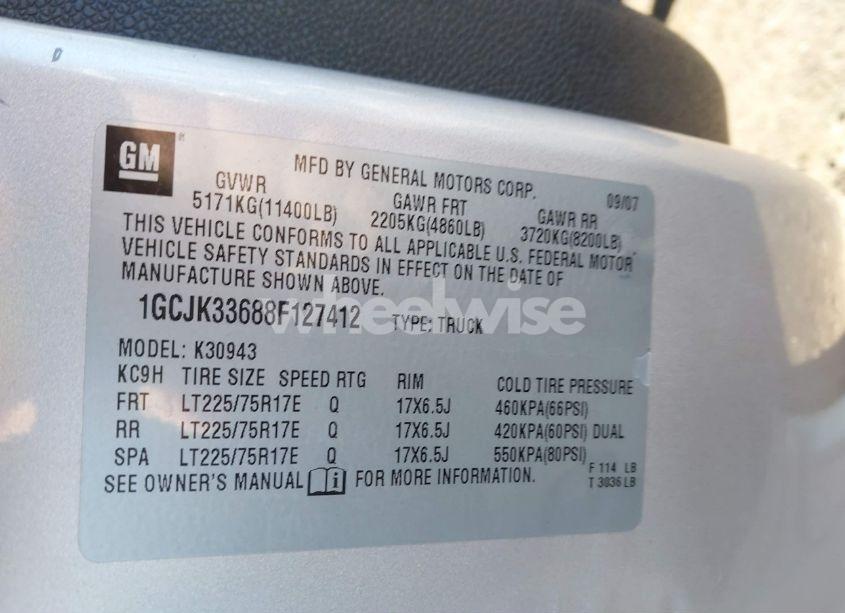 GM
MFD BY GENERAL MOTORS CORP. 09/07
GVWR GAWR FRT GAWR RR
5171KG(11400LB) 2205KG(4860LB) 3720KG(8200LB)
THIS VEHICLE CONFORMS TO ALL APPLICABLE U.S. FEDERAL MOTOR
VEHICLE SAFETY STANDARDS IN EFFECT ON THE DATE OF
MANUFACTURE SHOWN ABOVE.
1GCJK33688F127412 TYPE: TRUCK
wheelwise
MODEL: K30943
KC9H TIRE SIZE SPEED RTG RIM COLD TIRE PRESSURE
FRT LT225/75R17E Q 17X6.5J 460KPA(66PSI)
RR LT225/75R17E Q 17X6.5J 420KPA(60PSI) DUAL
SPA LT225/75R17E Q 17X6.5J 550KPA(80PSI)
SEE OWNER'S MANUAL i FOR MORE INFORMATION.
F 114 LB
T 3036 LB